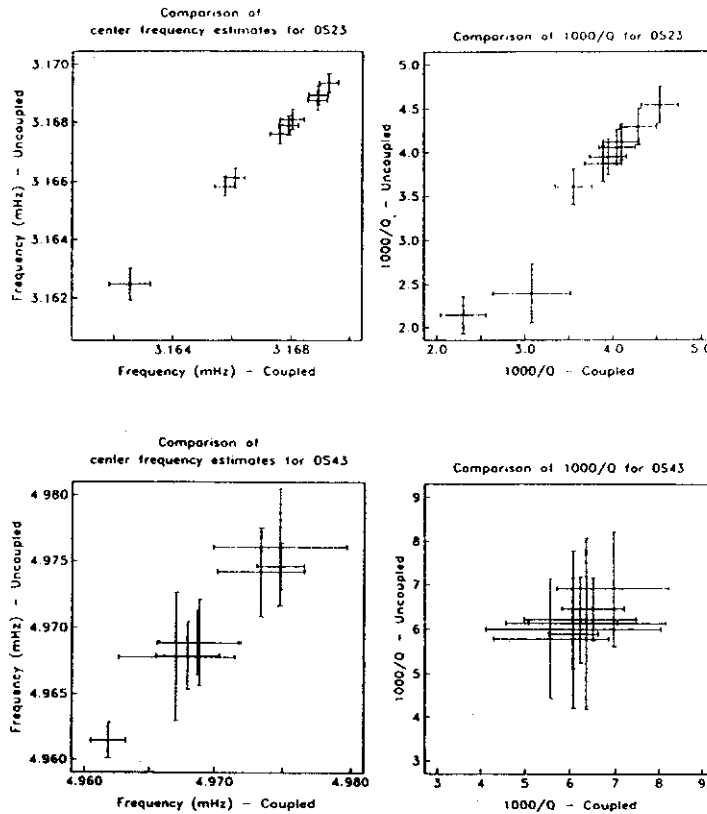 Comparison of
center frequency estimates for 0S23
Frequency (mHz) – Uncoupled
3.170
3.168
3.166
3.164
3.162
3.164
3.168
Frequency (mHz) – Coupled
Comparison of 1000/Q for 0S23
1000/Q – Uncoupled
5.0
4.5
4.0
3.5
3.0
2.5
2.0
2.0
3.0
4.0
5.0
1000/Q – Coupled
Comparison of
center frequency estimates for 0S43
Frequency (mHz) – Uncoupled
4.980
4.975
4.970
4.965
4.960
4.960
4.970
4.980
Frequency (mHz) – Coupled
Comparison of 1000/Q for 0S43
1000/Q – Uncoupled
9
8
7
6
5
4
3
3
4
5
6
7
8
9
1000/Q – Coupled